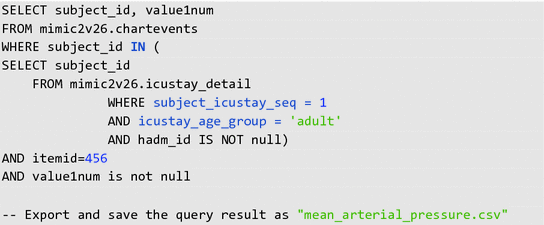 SELECT subject_id, value1num
FROM mimic2v26.chartevents
WHERE subject_id IN (
SELECT subject_id
FROM mimic2v26.icustay_detail
WHERE subject_icustay_seq = 1
AND icustay_age_group = 'adult'
AND hadm_id IS NOT null)
AND itemid=456
AND value1num is not null
-- Export and save the query result as "mean_arterial_pressure.csv"